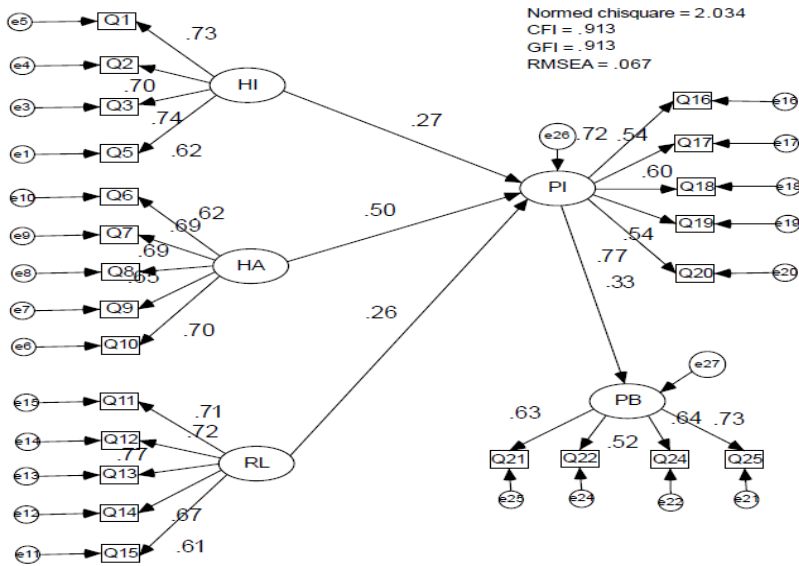 Normed chisquare = 2.034
CFI = .913
GFI = .913
RMSEA = .067
e5 Q1 .73
e4 Q2
.70
e3 Q3
.74
e1 Q5 .62
HI
.27
e10 Q6 .62
e9 Q7 .69
.69
e8 Q8
.65
e7 Q9
e6 Q10 .70
HA
.50
e15 Q11 .71
e14 Q12 .72
.77
e13 Q13
e12 Q14 .67
e11 Q15 .61
RL
.26
e26
PI
.72 .54 Q16 e16
Q17 e17
.60 Q18 e18
Q19 e19
.54
.77 Q20 e20
.33
e27
PB
.63 .52 .64 .73
Q21 Q22 Q24 Q25
e25 e24 e22 e21